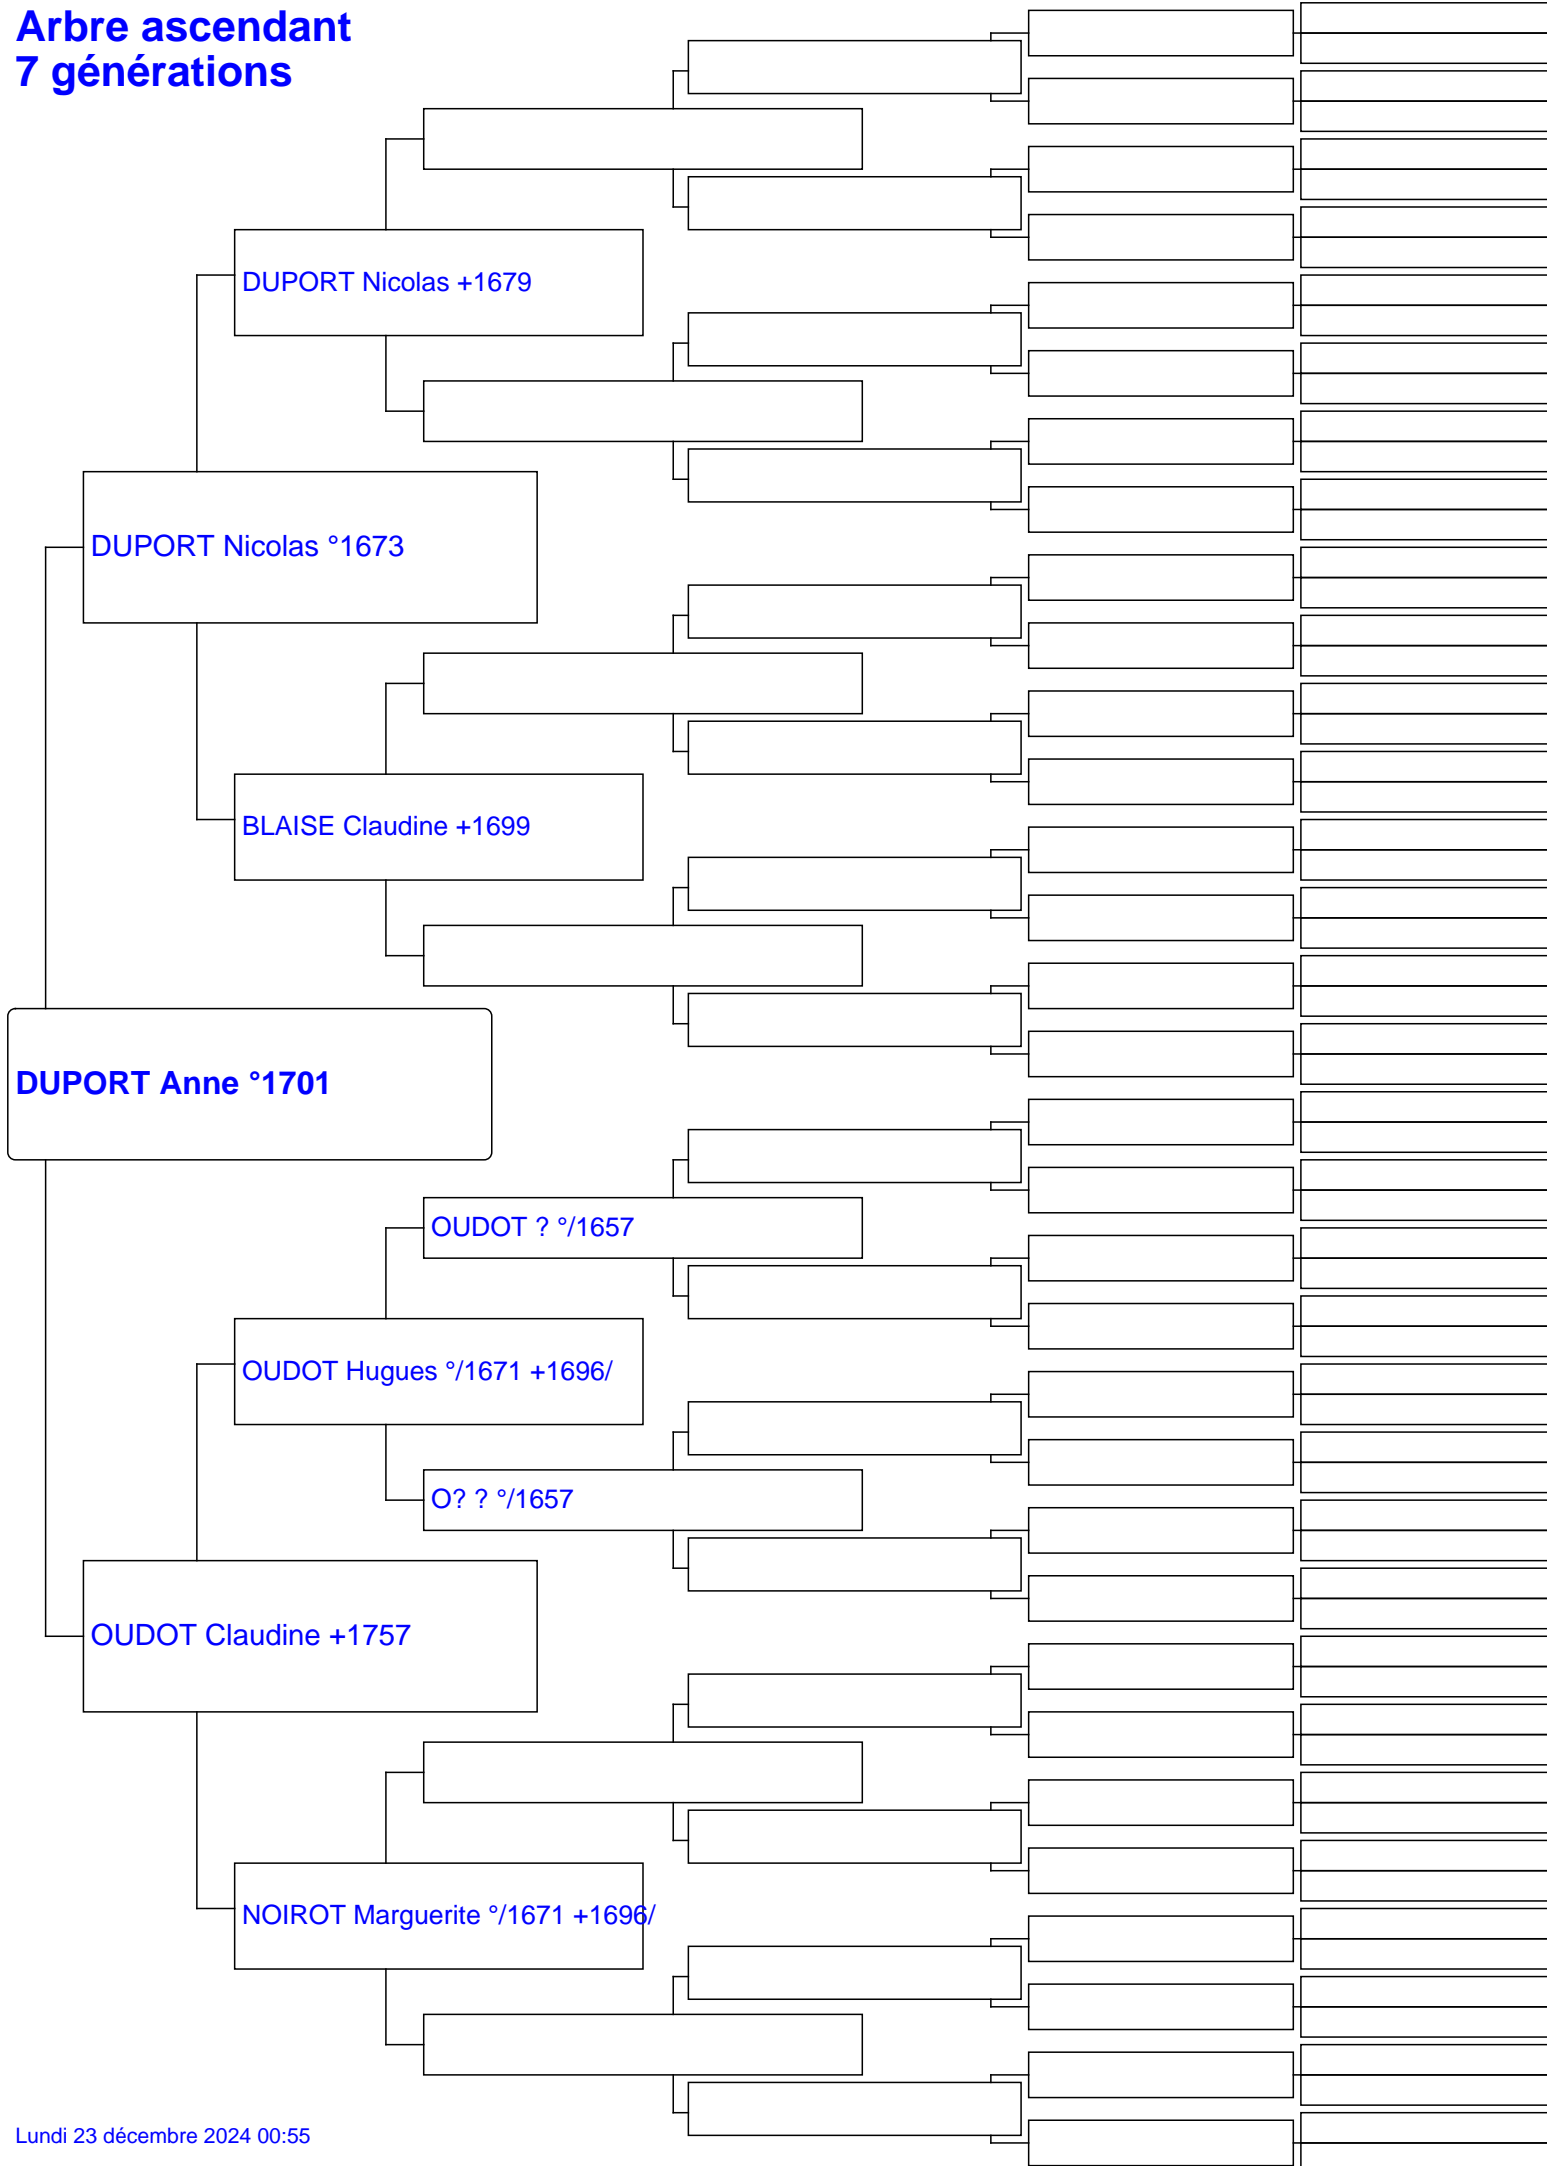 Arbre ascendant
7 générations
DUPORT Nicolas +1679
DUPORT Nicolas °1673
BLAISE Claudine +1699
DUPORT Anne °1701
OUDOT ? °/1657
OUDOT Hugues °/1671 +1696/
O? ? °/1657
OUDOT Claudine +1757
NOIROT Marguerite °/1671 +1696/
Lundi 23 décembre 2024 00:55